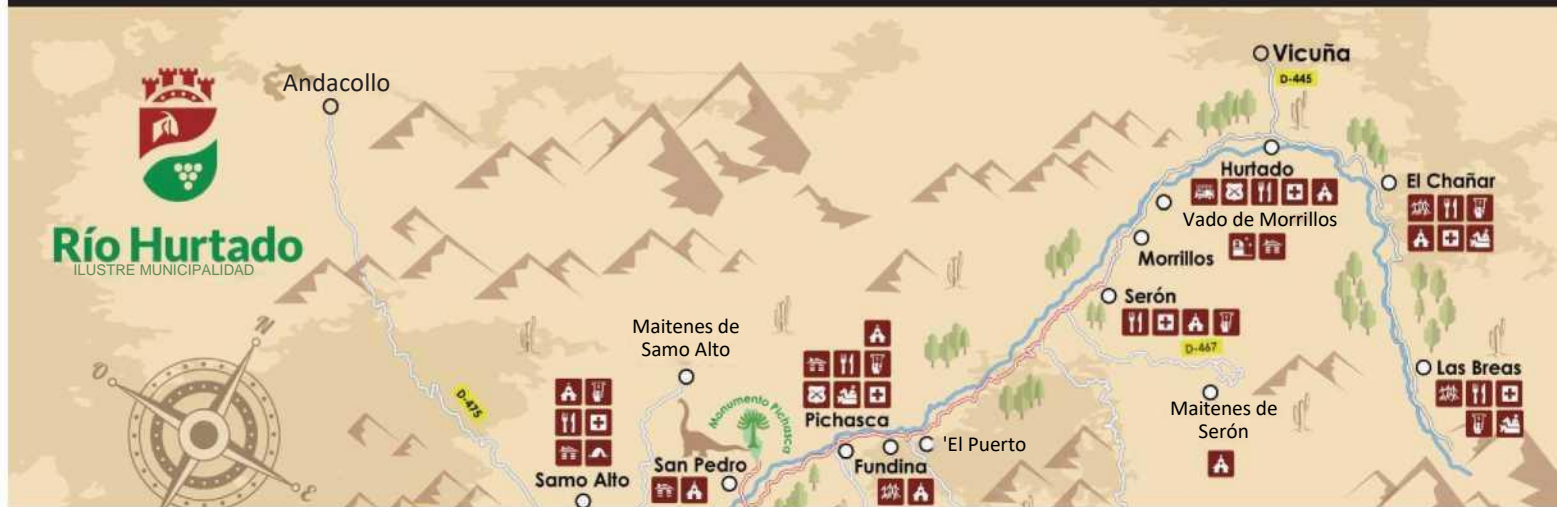 Río Hurtado
ILUSTRE MUNICIPALIDAD
Andacollo
D-475
N
O
E
Samo Alto
Maitenes de
Samo Alto
San Pedro
Monumento Pichasca
Pichasca
Fundina
'El Puerto
Vicuña
D-445
Hurtado
Vado de Morrillos
Morrillos
Serón
D-467
Maitenes de
Serón
El Chañar
Las Breas